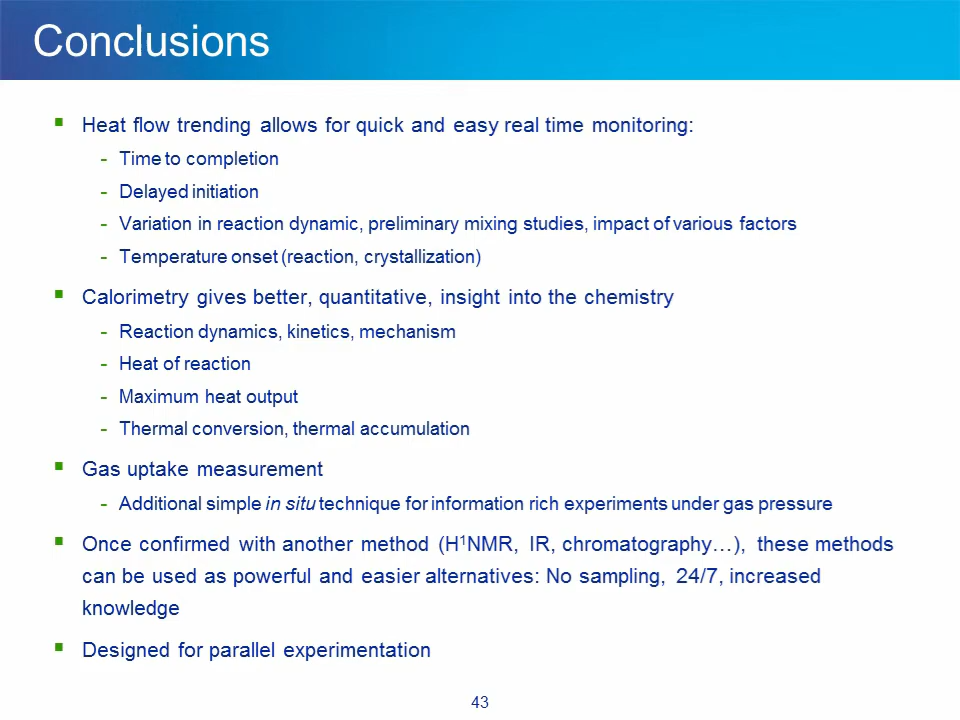 Conclusions
▪ Heat flow trending allows for quick and easy real time monitoring:
- Time to completion
- Delayed initiation
- Variation in reaction dynamic, preliminary mixing studies, impact of various factors
- Temperature onset (reaction, crystallization)
▪ Calorimetry gives better, quantitative, insight into the chemistry
- Reaction dynamics, kinetics, mechanism
- Heat of reaction
- Maximum heat output
- Thermal conversion, thermal accumulation
▪ Gas uptake measurement
- Additional simple in situ technique for information rich experiments under gas pressure
▪ Once confirmed with another method (H¹NMR, IR, chromatography…), these methods
can be used as powerful and easier alternatives: No sampling, 24/7, increased
knowledge
▪ Designed for parallel experimentation
43